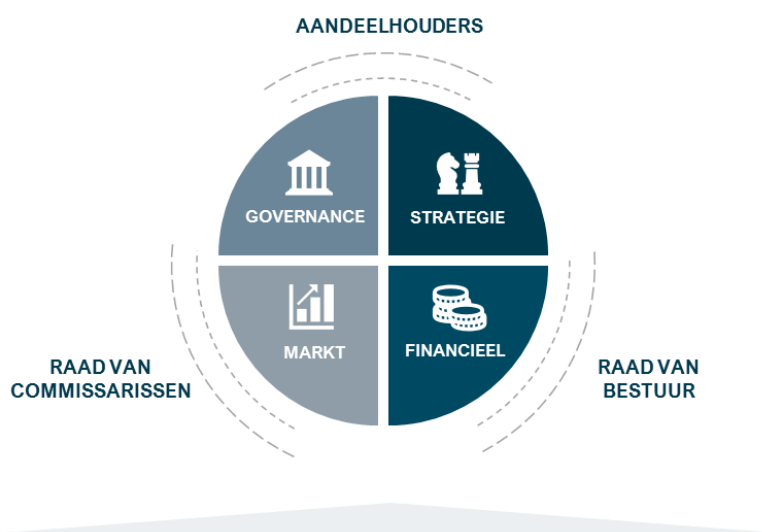 AANDEELHOUDERS
GOVERNANCE
STRATEGIE
MARKT
FINANCIEEL
RAAD VAN
COMMISSARISSEN
RAAD VAN
BESTUUR